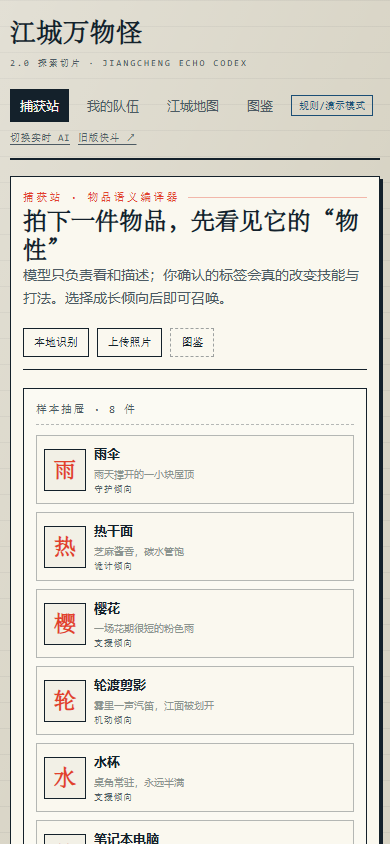 江城万物怪
2.0 探索切片 · JIANGCHENG ECHO CODEX
捕获站 我的队伍 江城地图 图鉴 规则/演示模式
切换实时 AI 旧版快斗 ↗
捕获站 · 物品语义编译器
拍下一件物品，先看见它的“物
性”
模型只负责看和描述；你确认的标签会真的改变技能与
打法。选择成长倾向后即可召唤。
本地识别 上传照片 图鉴
样本抽屉 · 8 件
雨 雨伞
雨天撑开的一小块屋顶
守护倾向
热 热干面
芝麻酱香，碳水管饱
诡计倾向
樱 樱花
一场花期很短的粉色雨
支援倾向
轮 轮渡剪影
雾里一声汽笛，江面被划开
机动倾向
水 水杯
桌角常驻，永远半满
支援倾向
笔记本电脑